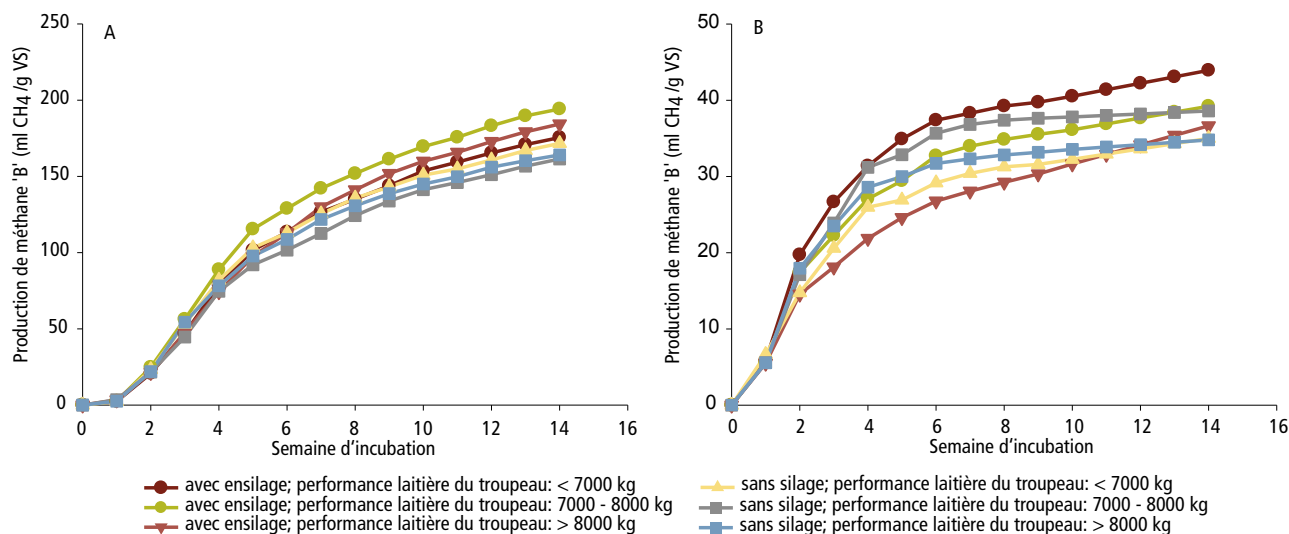 A
Production de méthane 'B' (ml CH4 /g VS)
250
200
150
100
50
0
0 2 4 6 8 10 12 14 16
Semaine d'incubation
B
Production de méthane 'B' (ml CH4 /g VS)
50
40
30
20
10
0
0 2 4 6 8 10 12 14 16
Semaine d'incubation
avec ensilage; performance laitière du troupeau: < 7000 kg
avec ensilage; performance laitière du troupeau: 7000 - 8000 kg
avec ensilage; performance laitière du troupeau: > 8000 kg
sans silage; performance laitière du troupeau: < 7000 kg
sans silage; performance laitière du troupeau: 7000 - 8000 kg
sans silage; performance laitière du troupeau: > 8000 kg